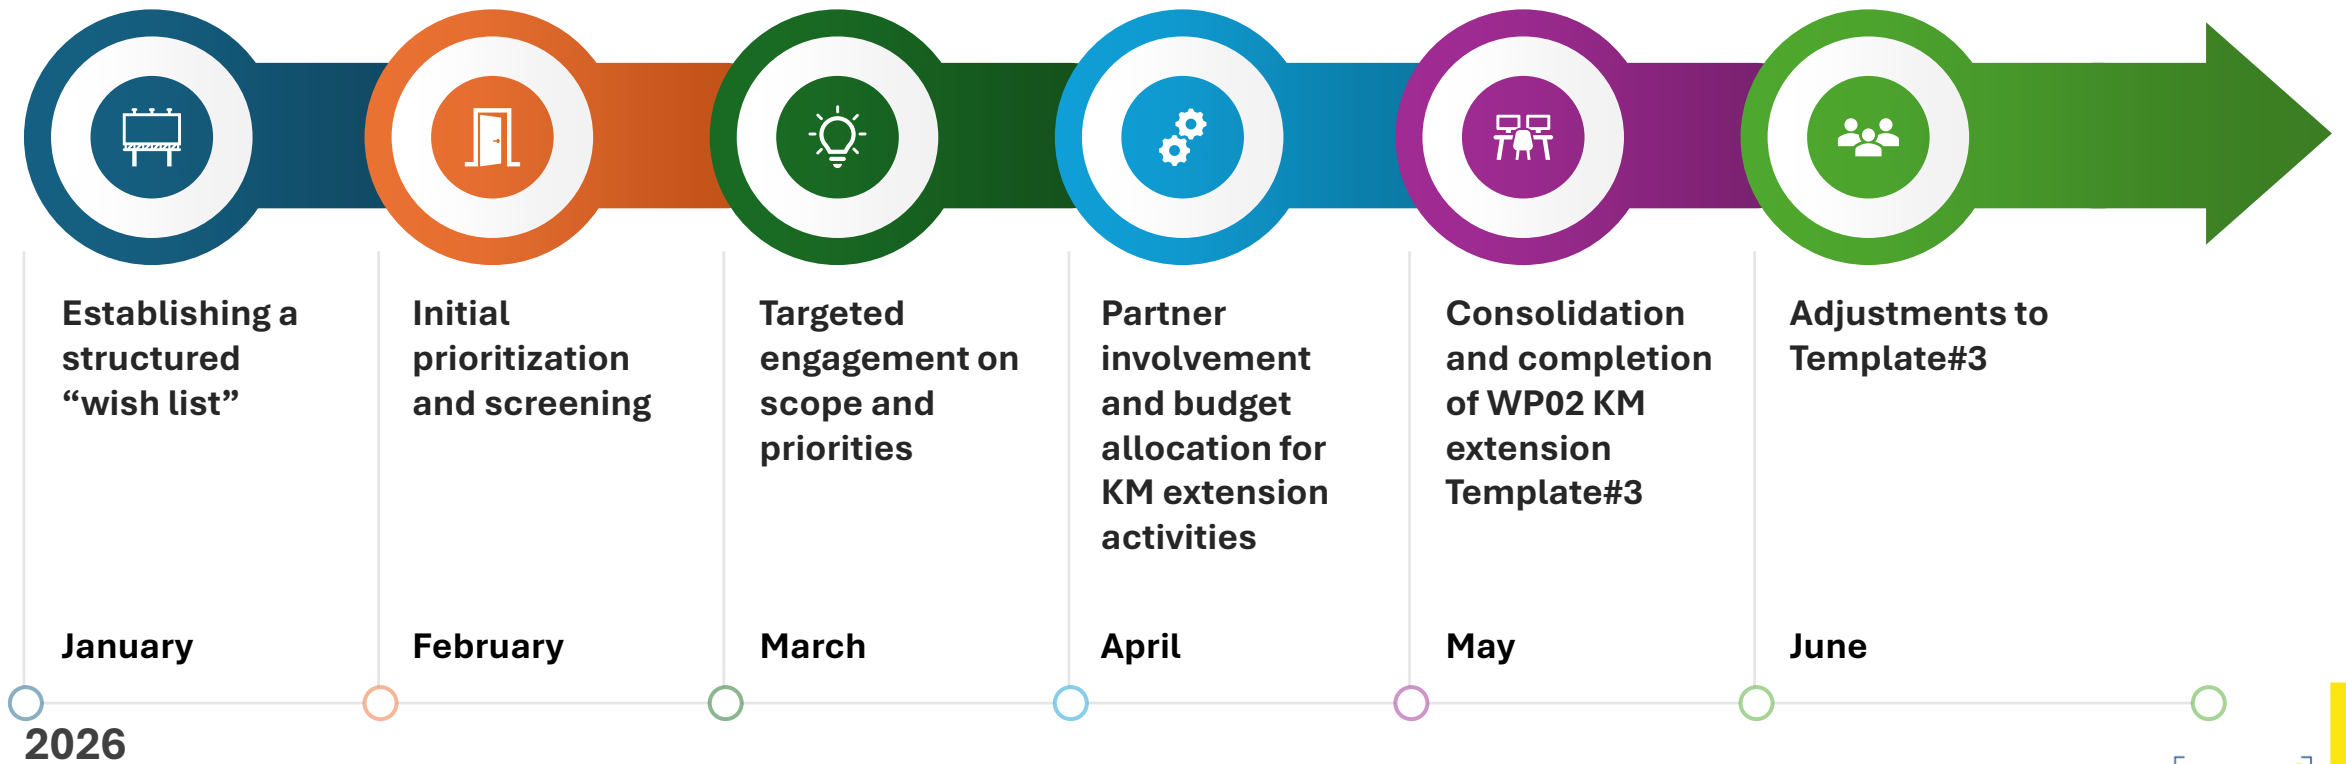 Establishing a
structured
“wish list”
Initial
prioritization
and screening
Targeted
engagement on
scope and
priorities
Partner
involvement
and budget
allocation for
KM extension
activities
Consolidation
and completion
of WP02 KM
extension
Template#3
Adjustments to
Template#3
January
February
March
April
May
June
2026